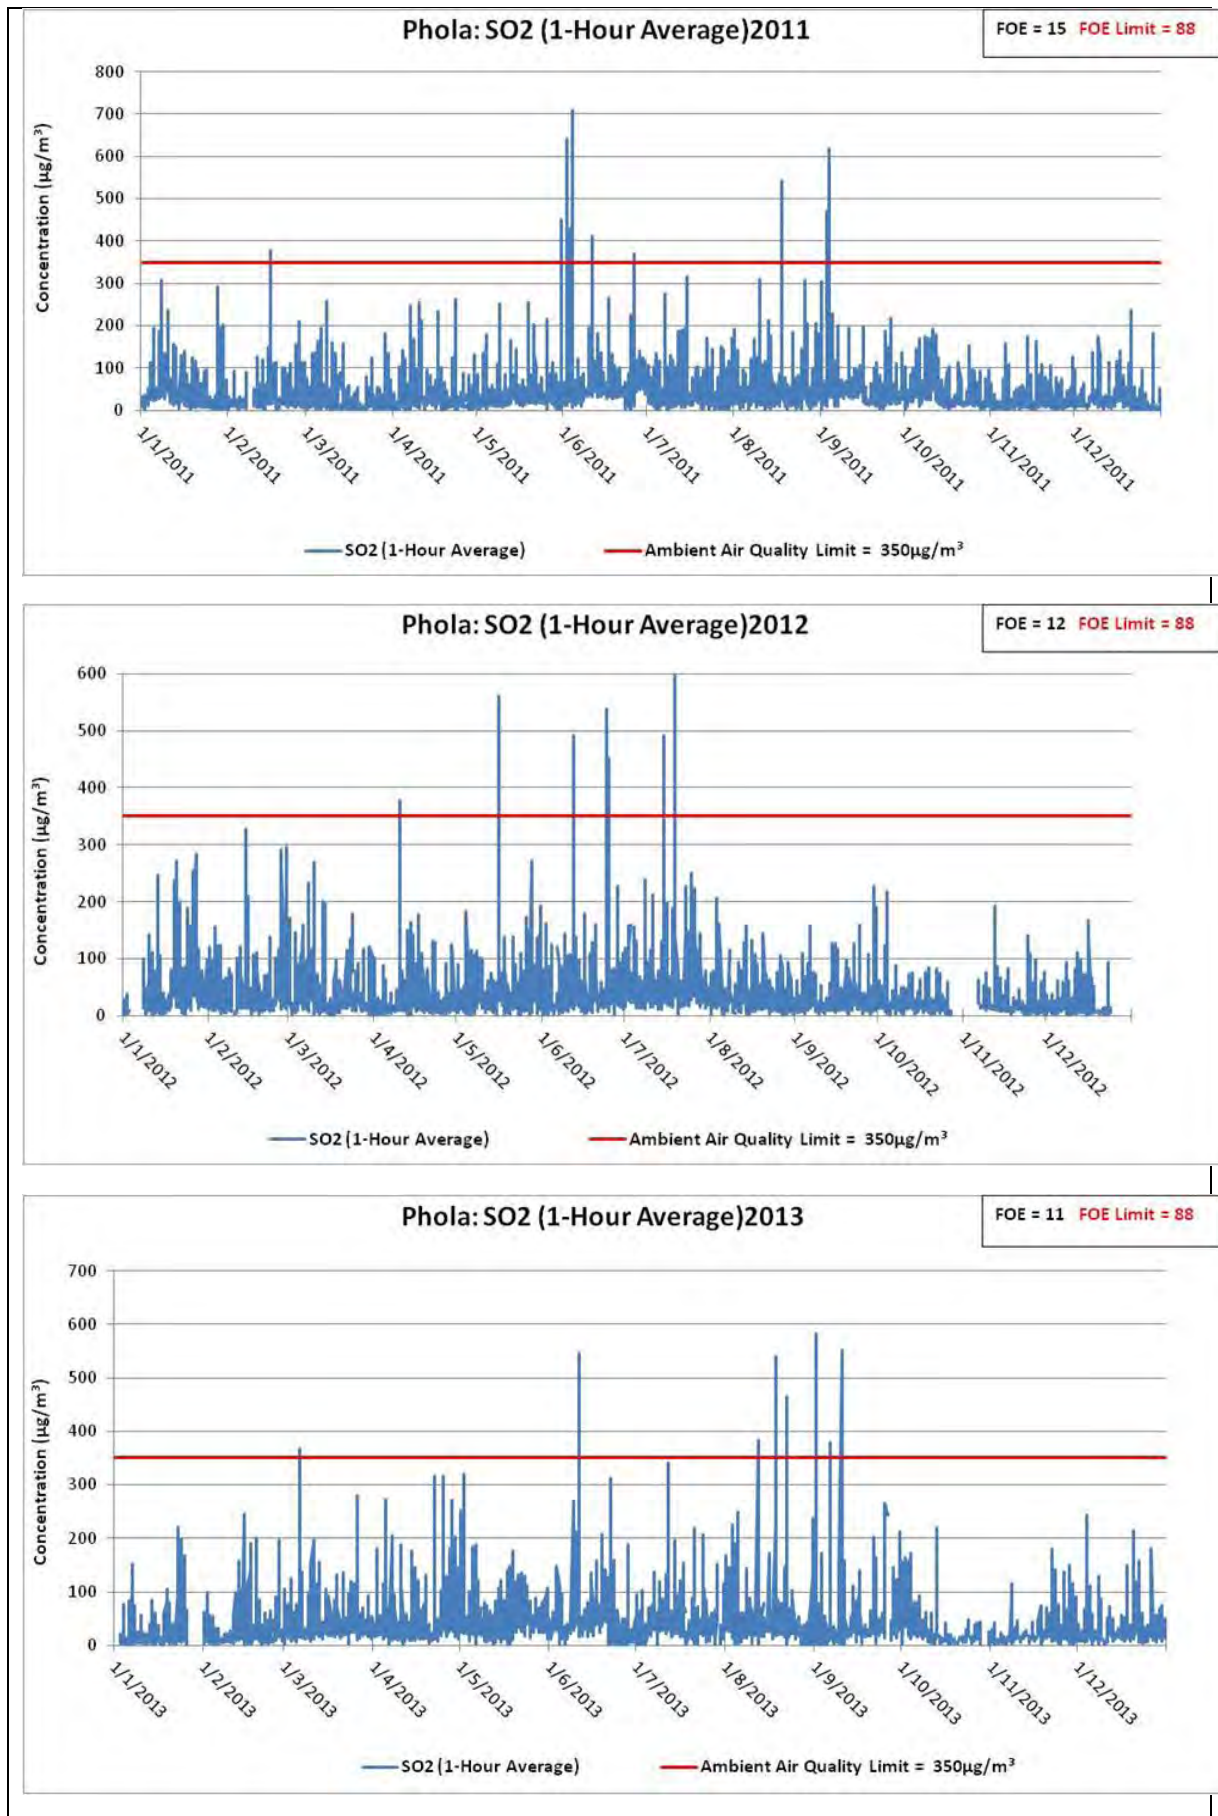 Phola: SO2 (1-Hour Average)2011
FOE = 15 FOE Limit = 88
Concentration (µg/m³)
800
700
600
500
400
300
200
100
0
1/1/2011 1/2/2011 1/3/2011 1/4/2011 1/5/2011 1/6/2011 1/7/2011 1/8/2011 1/9/2011 1/10/2011 1/11/2011 1/12/2011
SO2 (1-Hour Average) Ambient Air Quality Limit = 350µg/m³
Phola: SO2 (1-Hour Average)2012
FOE = 12 FOE Limit = 88
Concentration (µg/m³)
600
500
400
300
200
100
0
1/1/2012 1/2/2012 1/3/2012 1/4/2012 1/5/2012 1/6/2012 1/7/2012 1/8/2012 1/9/2012 1/10/2012 1/11/2012 1/12/2012
SO2 (1-Hour Average) Ambient Air Quality Limit = 350µg/m³
Phola: SO2 (1-Hour Average)2013
FOE = 11 FOE Limit = 88
Concentration (µg/m³)
700
600
500
400
300
200
100
0
1/1/2013 1/2/2013 1/3/2013 1/4/2013 1/5/2013 1/6/2013 1/7/2013 1/8/2013 1/9/2013 1/10/2013 1/11/2013 1/12/2013
SO2 (1-Hour Average) Ambient Air Quality Limit = 350µg/m³